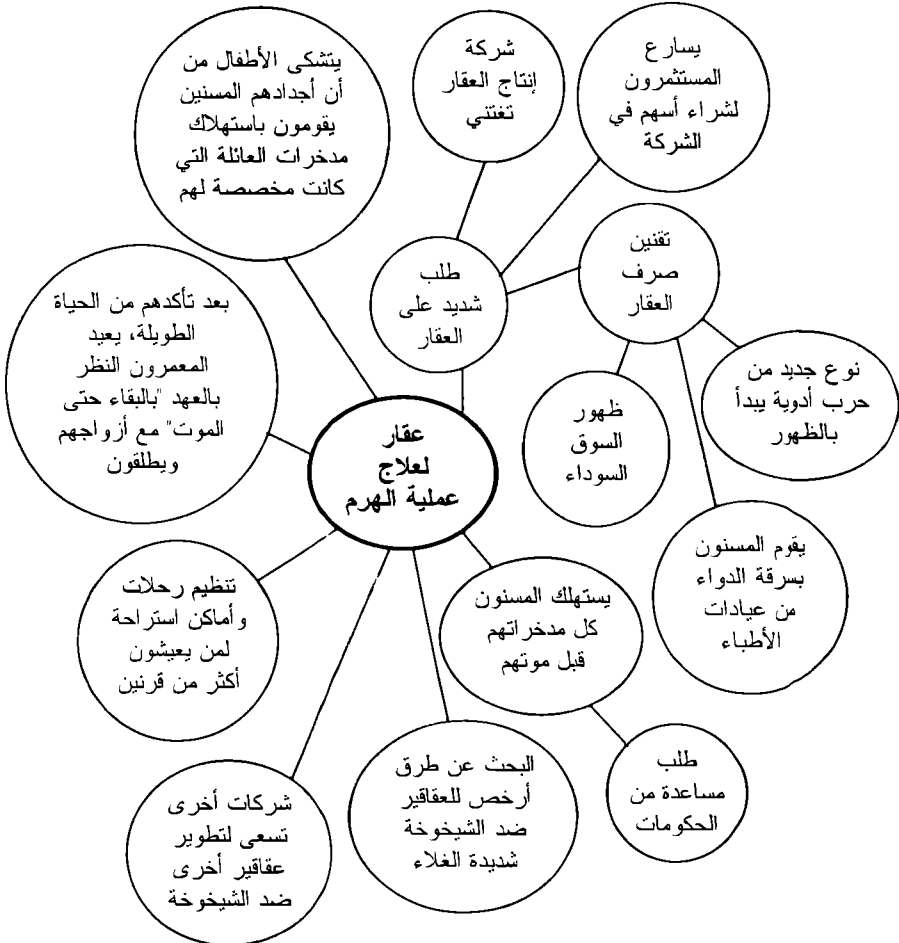 يتشكى الأطفال من
أن أجدادهم المسنين
يقومون باستهلاك
مدخرات العائلة التي
كانت مخصصة لهم
شركة
إنتاج العقار
تغتني
يسارع
المستثمرون
لشراء أسهم في
الشركة
طلب
شديد على
العقار
تقنين
صرف
العقار
بعد تأكدهم من الحياة
الطويلة، يعيد
المعمرون النظر
بالعهد "بالبقاء حتى
الموت" مع أزواجهم
ويطلقون
نوع جديد من
حرب أدوية يبدأ
بالظهور
ظهور
السوق
السوداء
عقار
لعلاج
عملية الهرم
يقوم المسنون
بسرقة الدواء
من عيادات
الأطباء
تنظيم رحلات
وأماكن استراحة
لمن يعيشون
أكثر من قرنين
يستهلك المسنون
كل مدخراتهم
قبل موتهم
طلب
مساعدة من
الحكومات
البحث عن طرق
أرخص للعقاقير
ضد الشيخوخة
شديدة الغلاء
شركات أخرى
تسعى لتطوير
عقاقير أخرى
ضد الشيخوخة